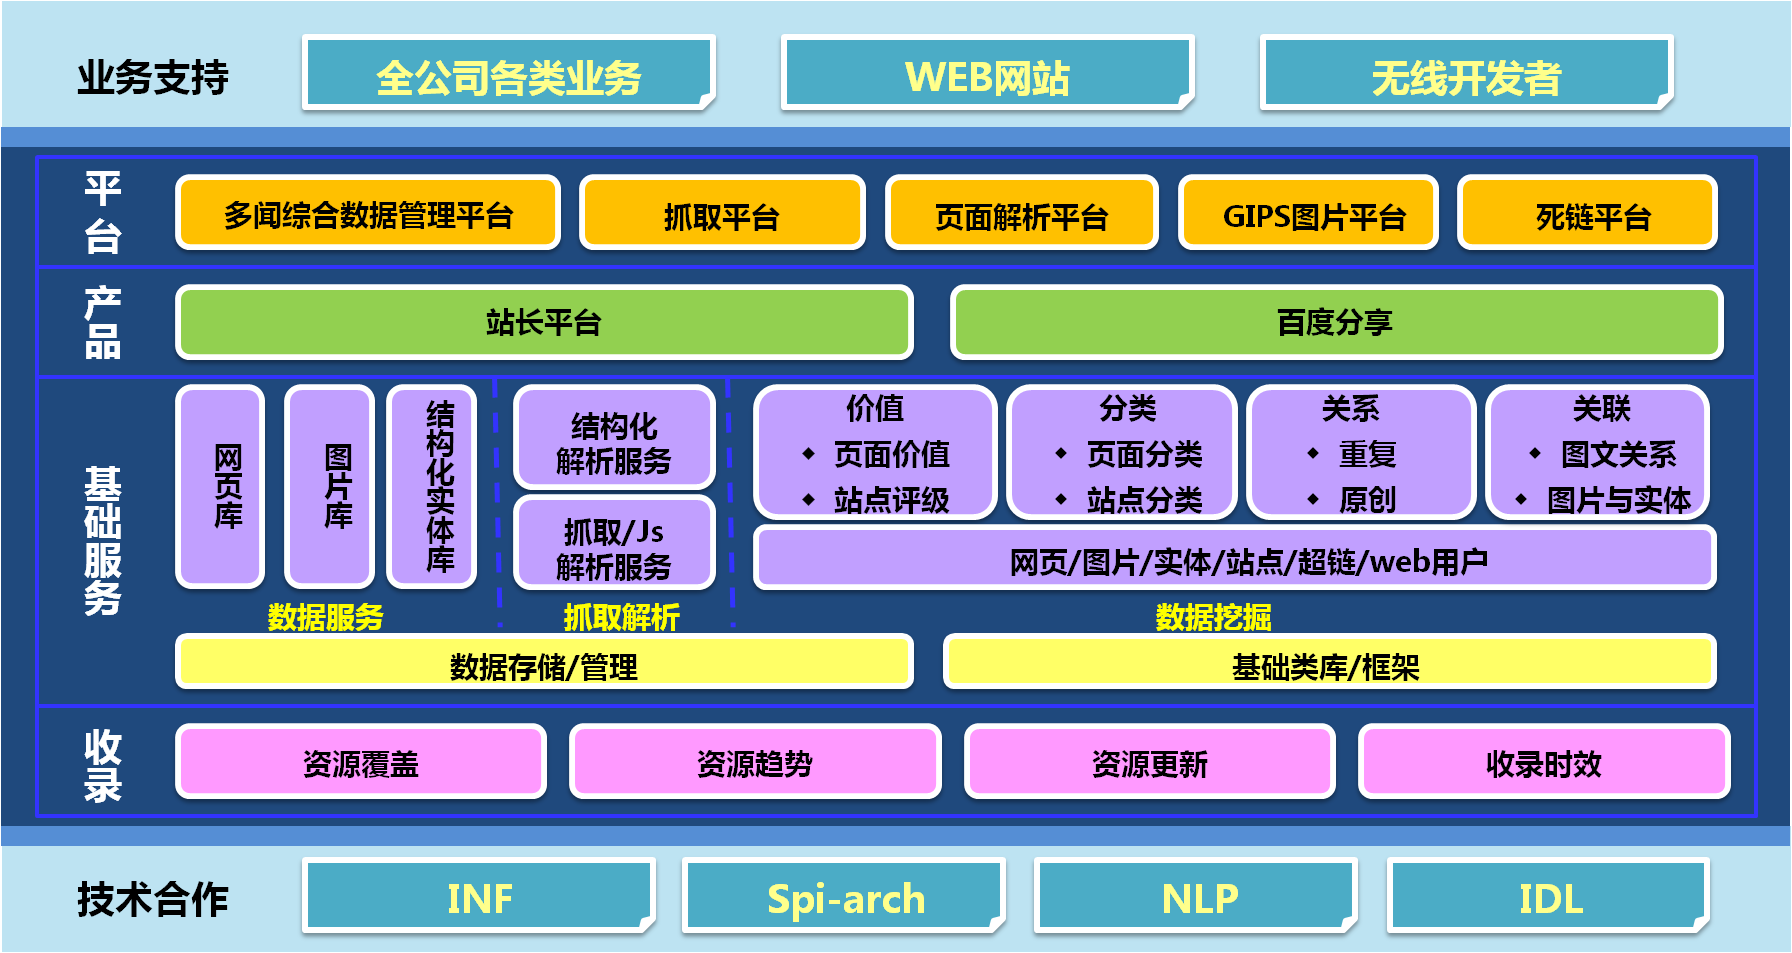 业务支持
全公司各类业务
WEB网站
无线开发者
平台
多闻综合数据管理平台
抓取平台
页面解析平台
GIPS图片平台
死链平台
产品
站长平台
百度分享
基础服务
网页库
图片库
结构化实体库
数据服务
结构化
解析服务
抓取/Js
解析服务
抓取解析
价值
◆ 页面价值
◆ 站点评级
分类
◆ 页面分类
◆ 站点分类
关系
◆ 重复
◆ 原创
关联
◆ 图文关系
◆ 图片与实体
网页/图片/实体/站点/超链/web用户
数据挖掘
数据存储/管理
基础类库/框架
收录
资源覆盖
资源趋势
资源更新
收录时效
技术合作
INF
Spi-arch
NLP
IDL